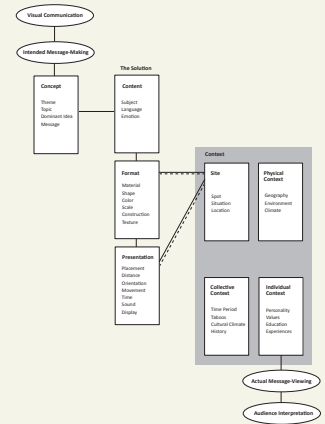 Visual Communication
Intended Message-Making
The Solution
Concept
Theme
Topic
Dominant Idea
Message
Content
Subject
Language
Emotion
Context
Format
Material
Shape
Color
Scale
Construction
Texture
Site
Spot
Situation
Location
Physical
Context
Geography
Environment
Climate
Presentation
Placement
Distance
Orientation
Movement
Time
Sound
Display
Collective
Context
Time Period
Taboos
Cultural Climate
History
Individual
Context
Personality
Values
Education
Experiences
Actual Message-Viewing
Audience Interpretation